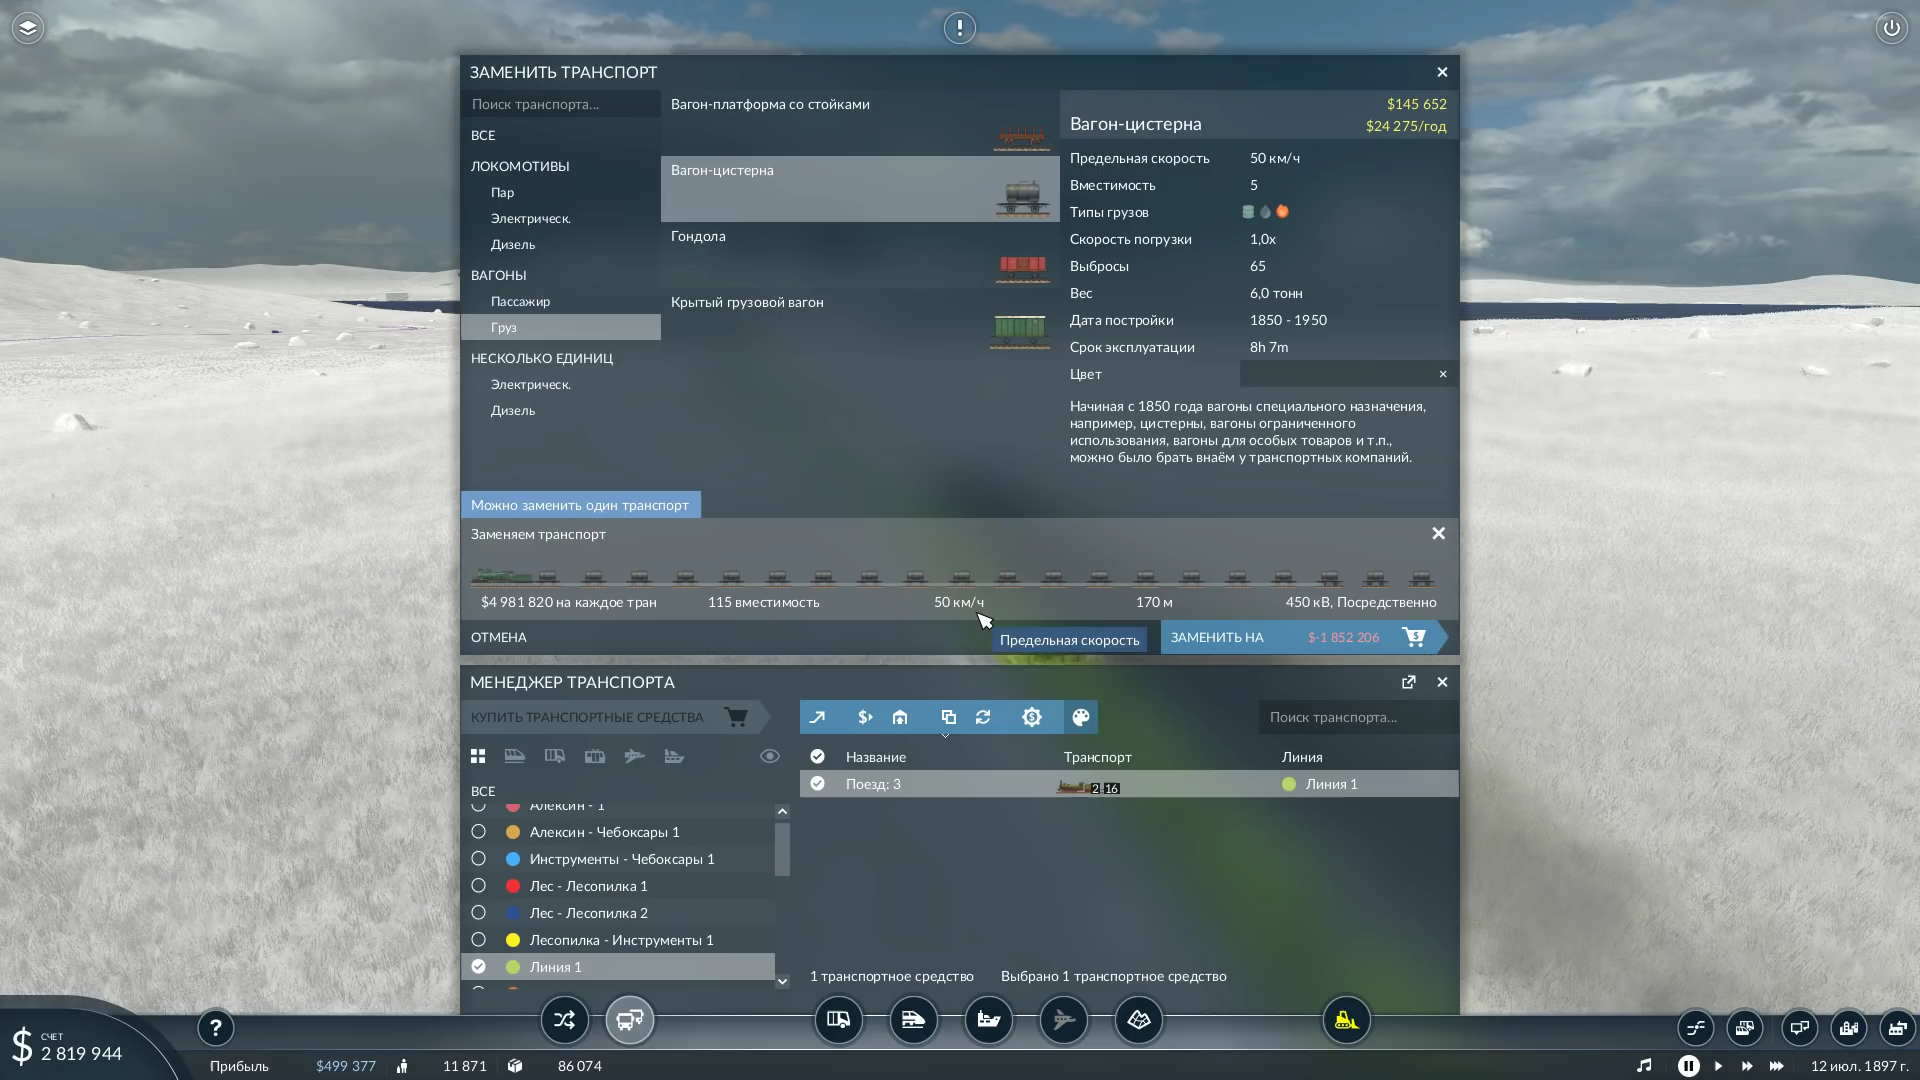 ЗАМЕНИТЬ ТРАНСПОРТ
Поиск транспорта...
ВСЕ
ЛОКОМОТИВЫ
Пар
Электрическ.
Дизель
ВАГОНЫ
Пассажир
Груз
НЕСКОЛЬКО ЕДИНИЦ
Электрическ.
Дизель
Вагон-платформа со стойками
Вагон-цистерна
Гондола
Крытый грузовой вагон
$145 652
Вагон-цистерна
$24 275/год
Предельная скорость 50 км/ч
Вместимость 5
Типы грузов
Скорость погрузки 1,0x
Выбросы 65
Вес 6,0 тонн
Дата постройки 1850 - 1950
Срок эксплуатации 8h 7m
Цвет
Начиная с 1850 года вагоны специального назначения,
например, цистерны, вагоны ограниченного
использования, вагоны для особых товаров и т.п.,
можно было брать внаём у транспортных компаний.
Можно заменить один транспорт
Заменяем транспорт
$4 981 820 на каждое тран 115 вместимость 50 км/ч 170 м 450 кВ, Посредственно
ОТМЕНА
Предельная скорость
ЗАМЕНИТЬ НА $-1 852 206
МЕНЕДЖЕР ТРАНСПОРТА
КУПИТЬ ТРАНСПОРТНЫЕ СРЕДСТВА
Поиск транспорта...
ВСЕ
Алексин - 1
Алексин - Чебоксары 1
Инструменты - Чебоксары 1
Лес - Лесопилка 1
Лес - Лесопилка 2
Лесопилка - Инструменты 1
Линия 1
Название Транспорт Линия
Поезд: 3 2 16 Линия 1
1 транспортное средство Выбрано 1 транспортное средство
СЧЕТ
$ 2 819 944
?
Прибыль $499 377 11 871 86 074
12 июл. 1897 г.